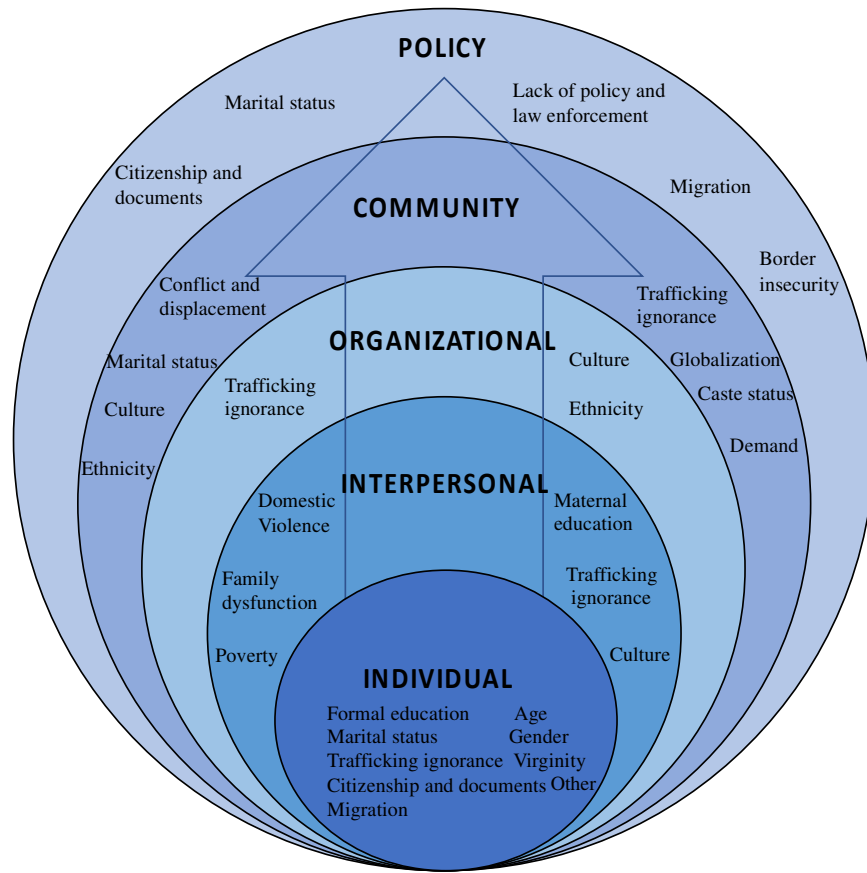 POLICY
Marital status
Lack of policy and
law enforcement
Citizenship and
documents
Migration
COMMUNITY
Border
insecurity
Conflict and
displacement
Trafficking
ignorance
ORGANIZATIONAL
Marital status
Culture
Globalization
Trafficking
ignorance
Caste status
Culture
Ethnicity
Demand
Ethnicity
INTERPERSONAL
Domestic
Violence
Maternal
education
Family
dysfunction
Trafficking
ignorance
Poverty
Culture
INDIVIDUAL
Formal education Age
Marital status Gender
Trafficking ignorance Virginity
Citizenship and documents Other
Migration